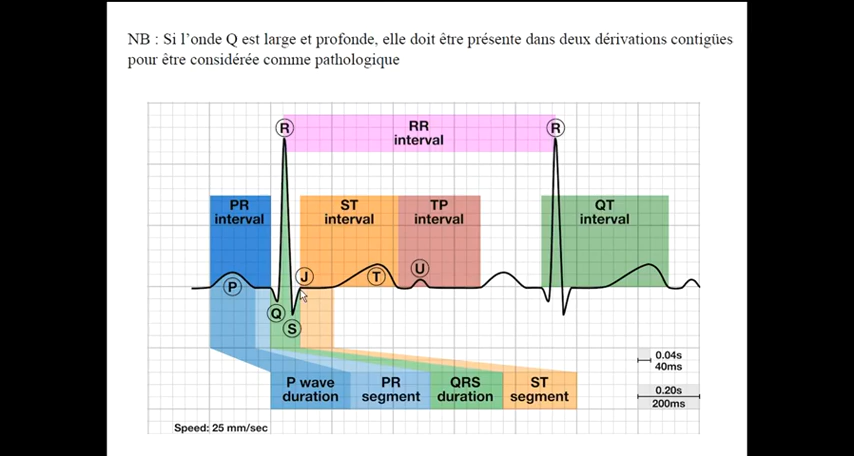 NB : Si l’onde Q est large et profonde, elle doit être présente dans deux dérivations contigües
pour être considérée comme pathologique
R
RR
interval
R
PR
interval
ST
interval
TP
interval
QT
interval
P
J
T
U
Q
S
0.04s
40ms
P wave
duration
PR
segment
QRS
duration
ST
segment
0.20s
200ms
Speed: 25 mm/sec